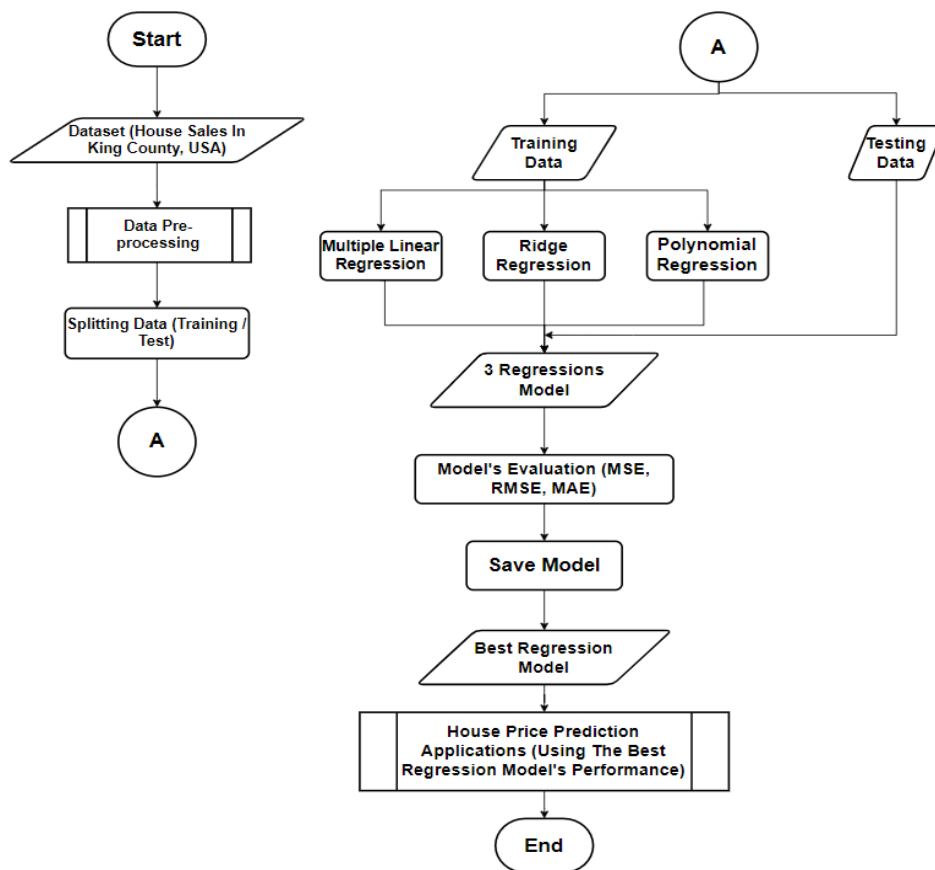 Start
Dataset (House Sales In
King County, USA)
Data Pre-
processing
Splitting Data (Training /
Test)
A
A
Training
Data
Testing
Data
Multiple Linear
Regression
Ridge
Regression
Polynomial
Regression
3 Regressions
Model
Model's Evaluation (MSE,
RMSE, MAE)
Save Model
Best Regression
Model
House Price Prediction
Applications (Using The Best
Regression Model's Performance)
End